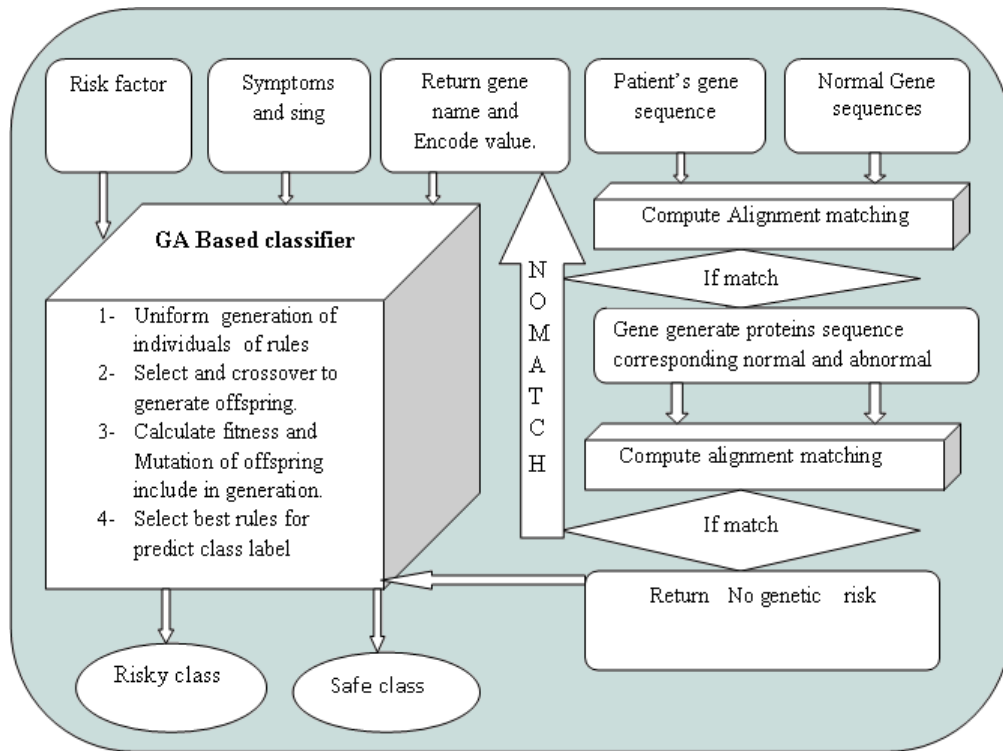 Risk factor
Symptoms
and sing
Return gene
name and
Encode value.
Patient's gene
sequence
Normal Gene
sequences
Compute Alignment matching
GA Based classifier
If match
NOMATCH
1- Uniform generation of
individuals of rules
2- Select and crossover to
generate offspring.
3- Calculate fitness and
Mutation of offspring
include in generation.
4- Select best rules for
predict class label
Gene generate proteins sequence
corresponding normal and abnormal
Compute alignment matching
If match
Return No genetic risk
Risky class
Safe class